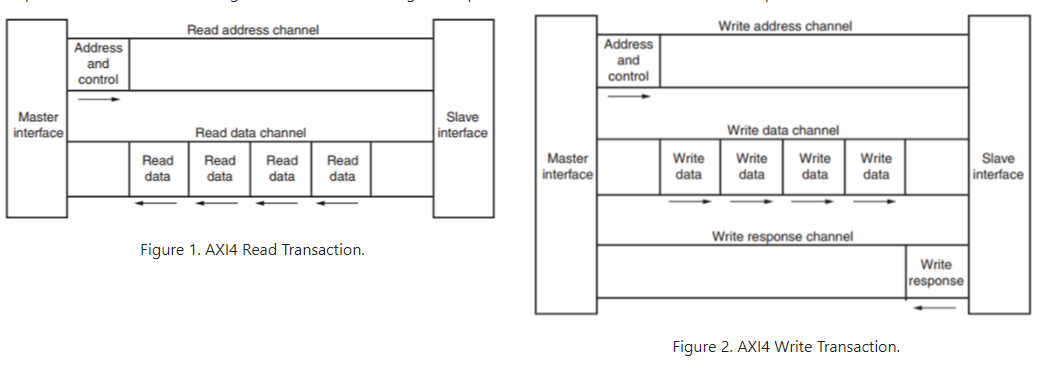 Read address channel
Address
and
control
Master
interface
Slave
interface
Read data channel
Read
data
Read
data
Read
data
Read
data
Figure 1. AXI4 Read Transaction.
Write address channel
Address
and
control
Write data channel
Master
interface
Write
data
Write
data
Write
data
Write
data
Slave
interface
Write response channel
Write
response
Figure 2. AXI4 Write Transaction.